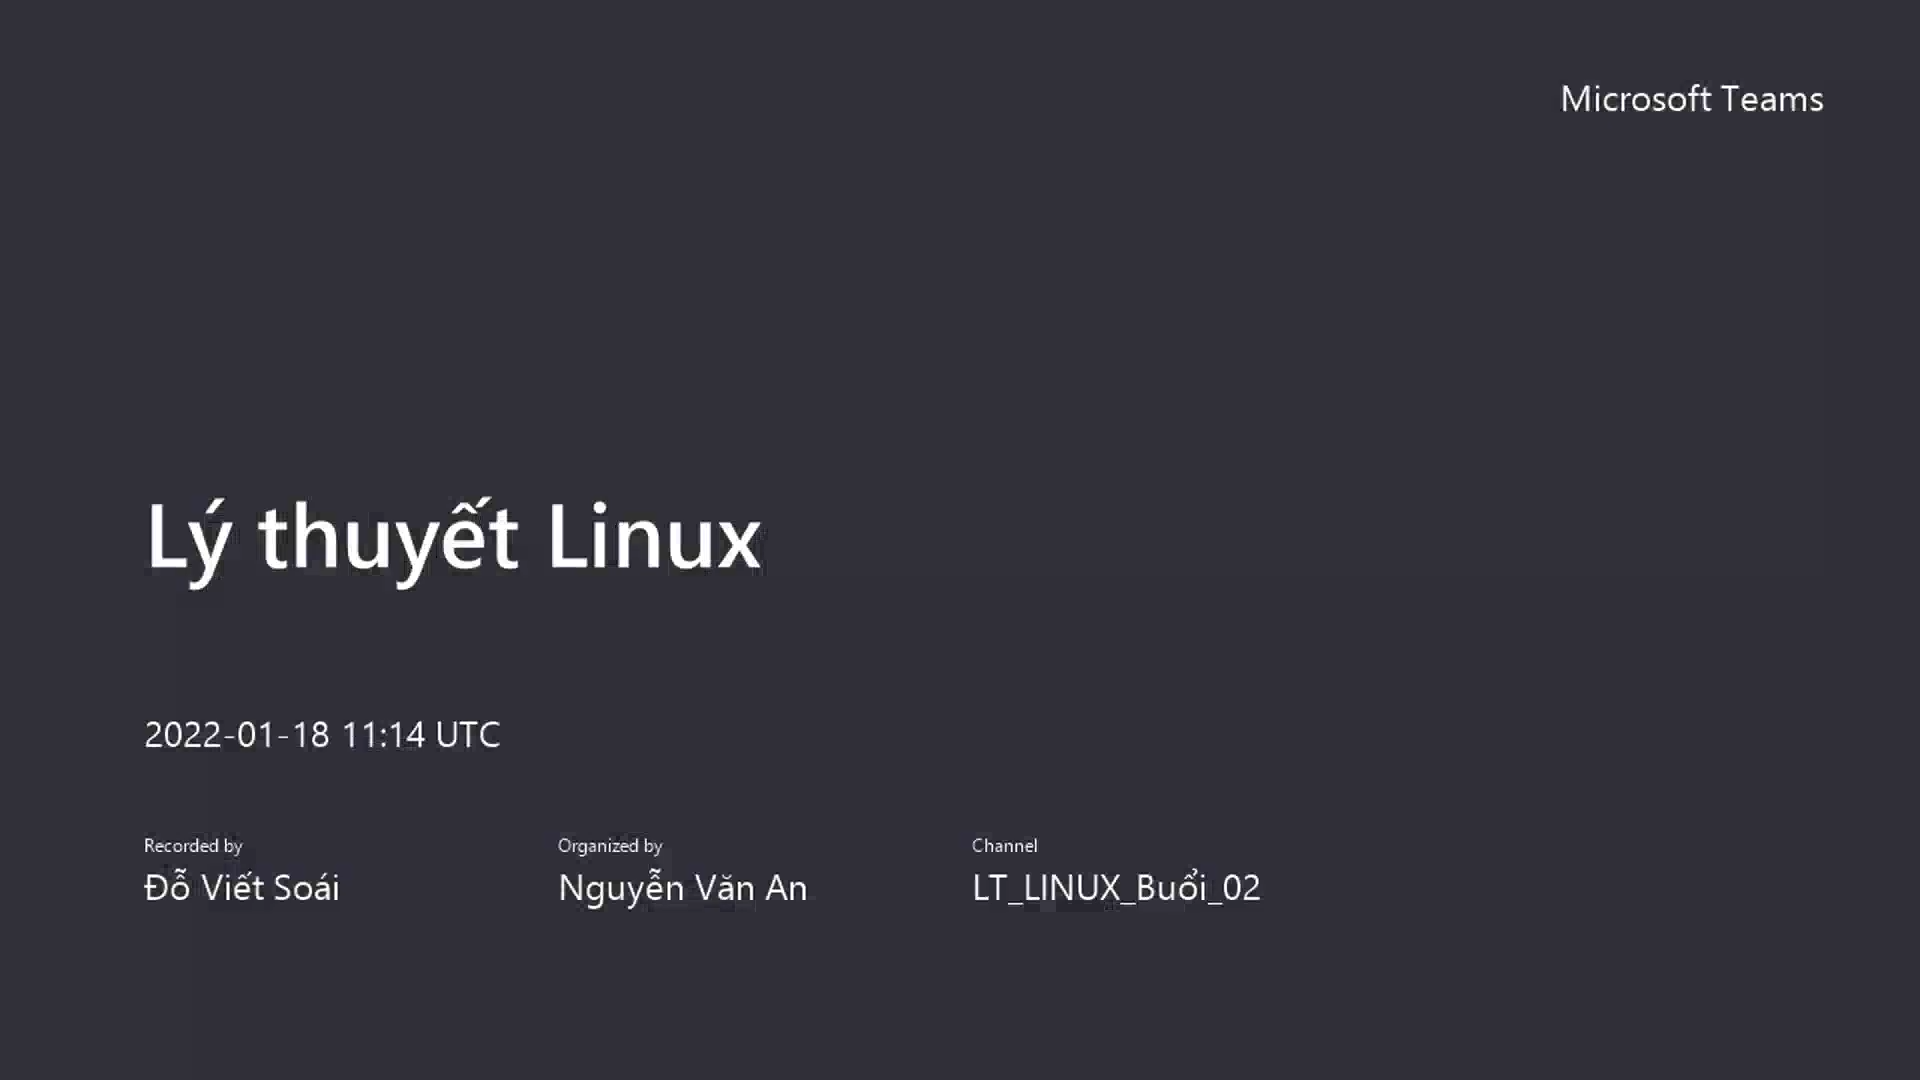 Microsoft Teams
Lý thuyết Linux
2022-01-18 11:14 UTC
Recorded by
Đỗ Viết Soái
Organized by
Nguyễn Văn An
Channel
LT_LINUX_Buổi_02